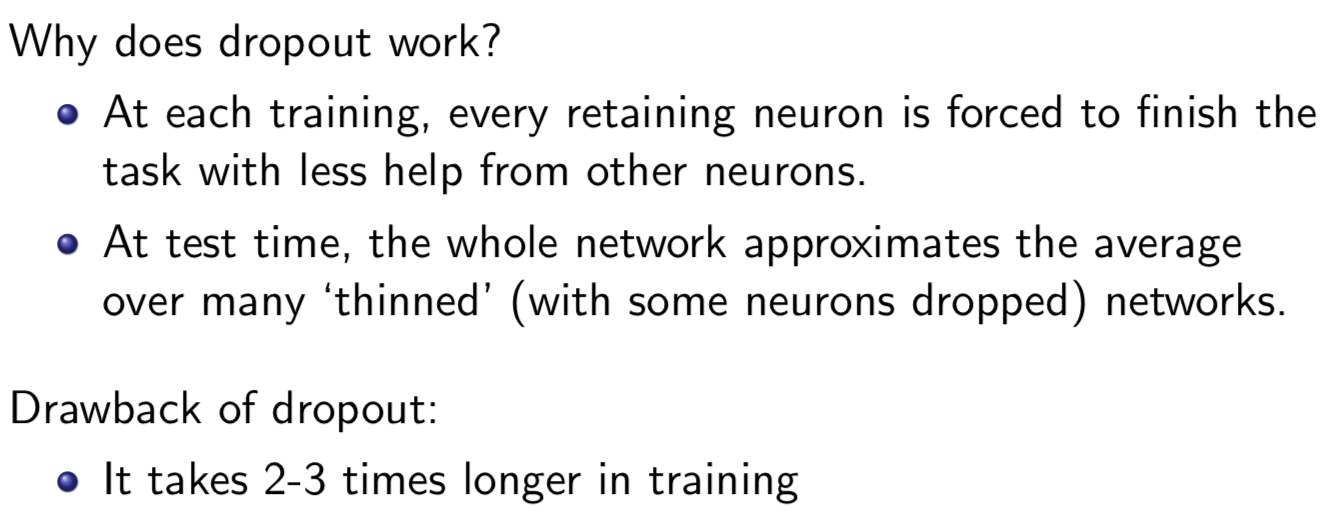 Why does dropout work?
At each training, every retaining neuron is forced to finish the
task with less help from other neurons.
At test time, the whole network approximates the average
over many ‘thinned’ (with some neurons dropped) networks.
Drawback of dropout:
It takes 2-3 times longer in training